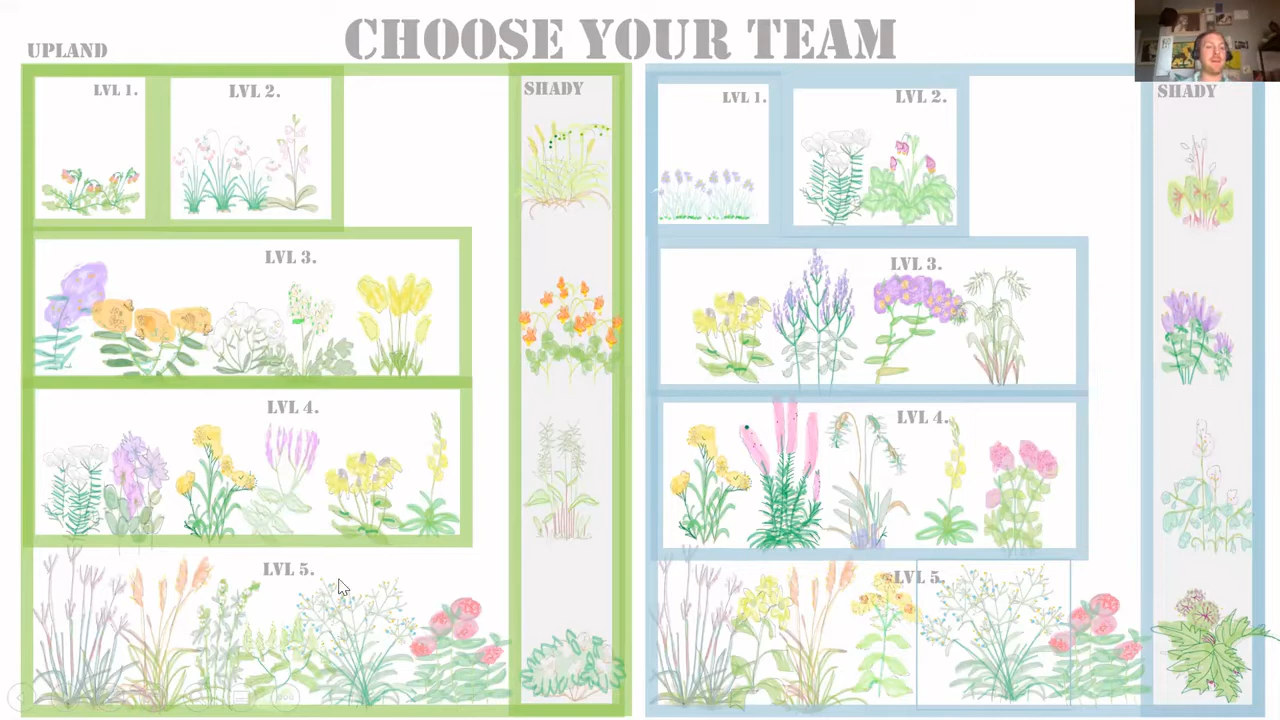 CHOOSE YOUR TEAM
UPLAND
LVL 1.
LVL 2.
SHADY
LVL 3.
LVL 4.
LVL 5.
LVL 1.
LVL 2.
SHADY
LVL 3.
LVL 4.
LVL 5.